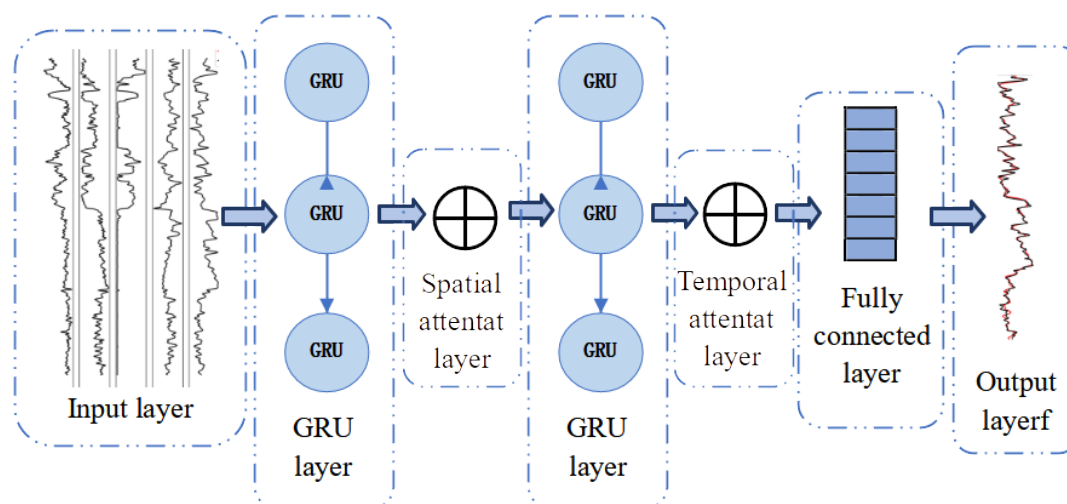 Input layer
GRU
GRU
GRU
GRU
layer
Spatial
attentat
layer
GRU
GRU
GRU
GRU
layer
Temporal
attentat
layer
Fully
connected
layer
Output
layerf